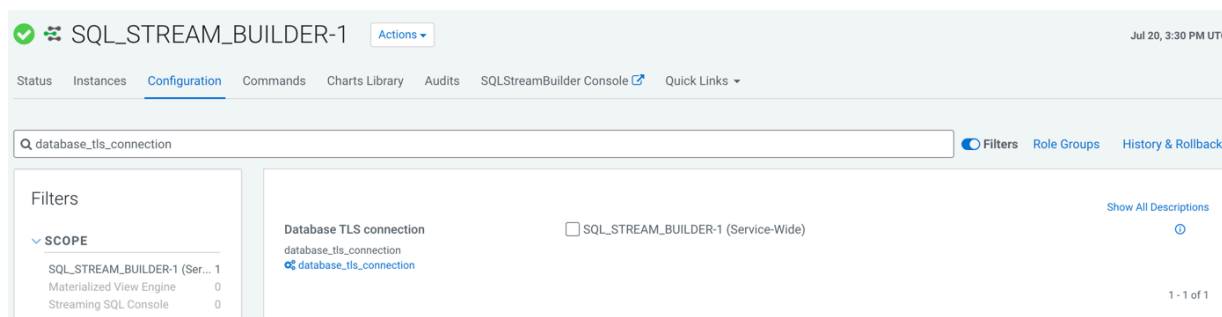 SQL_STREAM_BUILDER-1 Actions Jul 20, 3:30 PM UTC
Status Instances Configuration Commands Charts Library Audits SQLStreamBuilder Console Quick Links
database_tls_connection Filters Role Groups History & Rollback
Filters
Show All Descriptions
SCOPE
Database TLS connection SQL_STREAM_BUILDER-1 (Service-Wide)
database_tls_connection
database_tls_connection
SQL_STREAM_BUILDER-1 (Ser... 1
Materialized View Engine 0
Streaming SQL Console 0
1 - 1 of 1